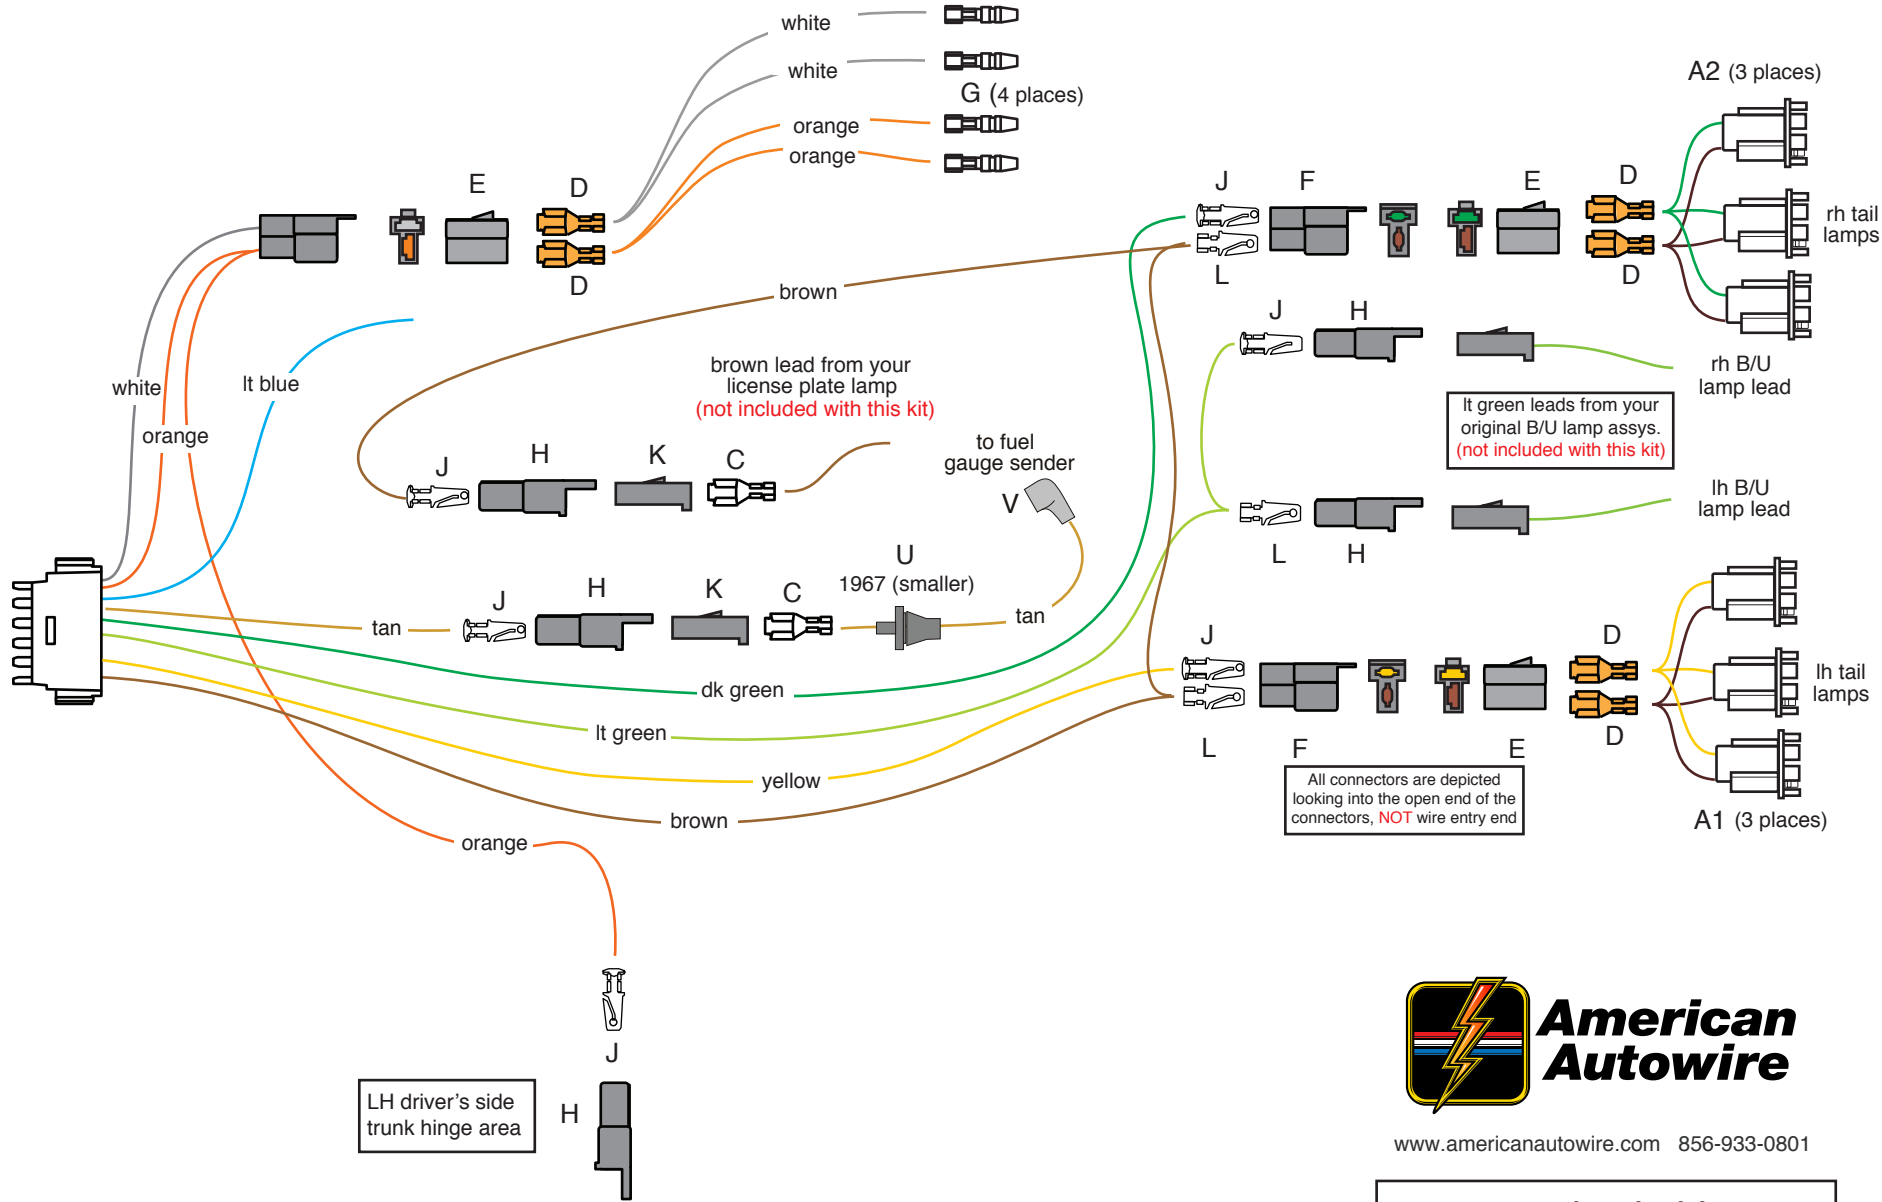 white
white
G (4 places)
orange
orange
A2 (3 places)
E
D
D
J
F
E
D
rh tail
lamps
L
D
brown
J
H
white
lt blue
orange
brown lead from your
license plate lamp
(not included with this kit)
rh B/U
lamp lead
lt green leads from your
original B/U lamp assys.
(not included with this kit)
J
H
K
C
to fuel
gauge sender
V
lh B/U
lamp lead
L
H
U
1967 (smaller)
tan
J
H
K
C
tan
J
D
lh tail
lamps
dk green
lt green
yellow
brown
L
F
E
D
All connectors are depicted
looking into the open end of the
connectors, NOT wire entry end
A1 (3 places)
orange
J
LH driver's side
trunk hinge area
H
American
Autowire
www.americanautowire.com 856-933-0801